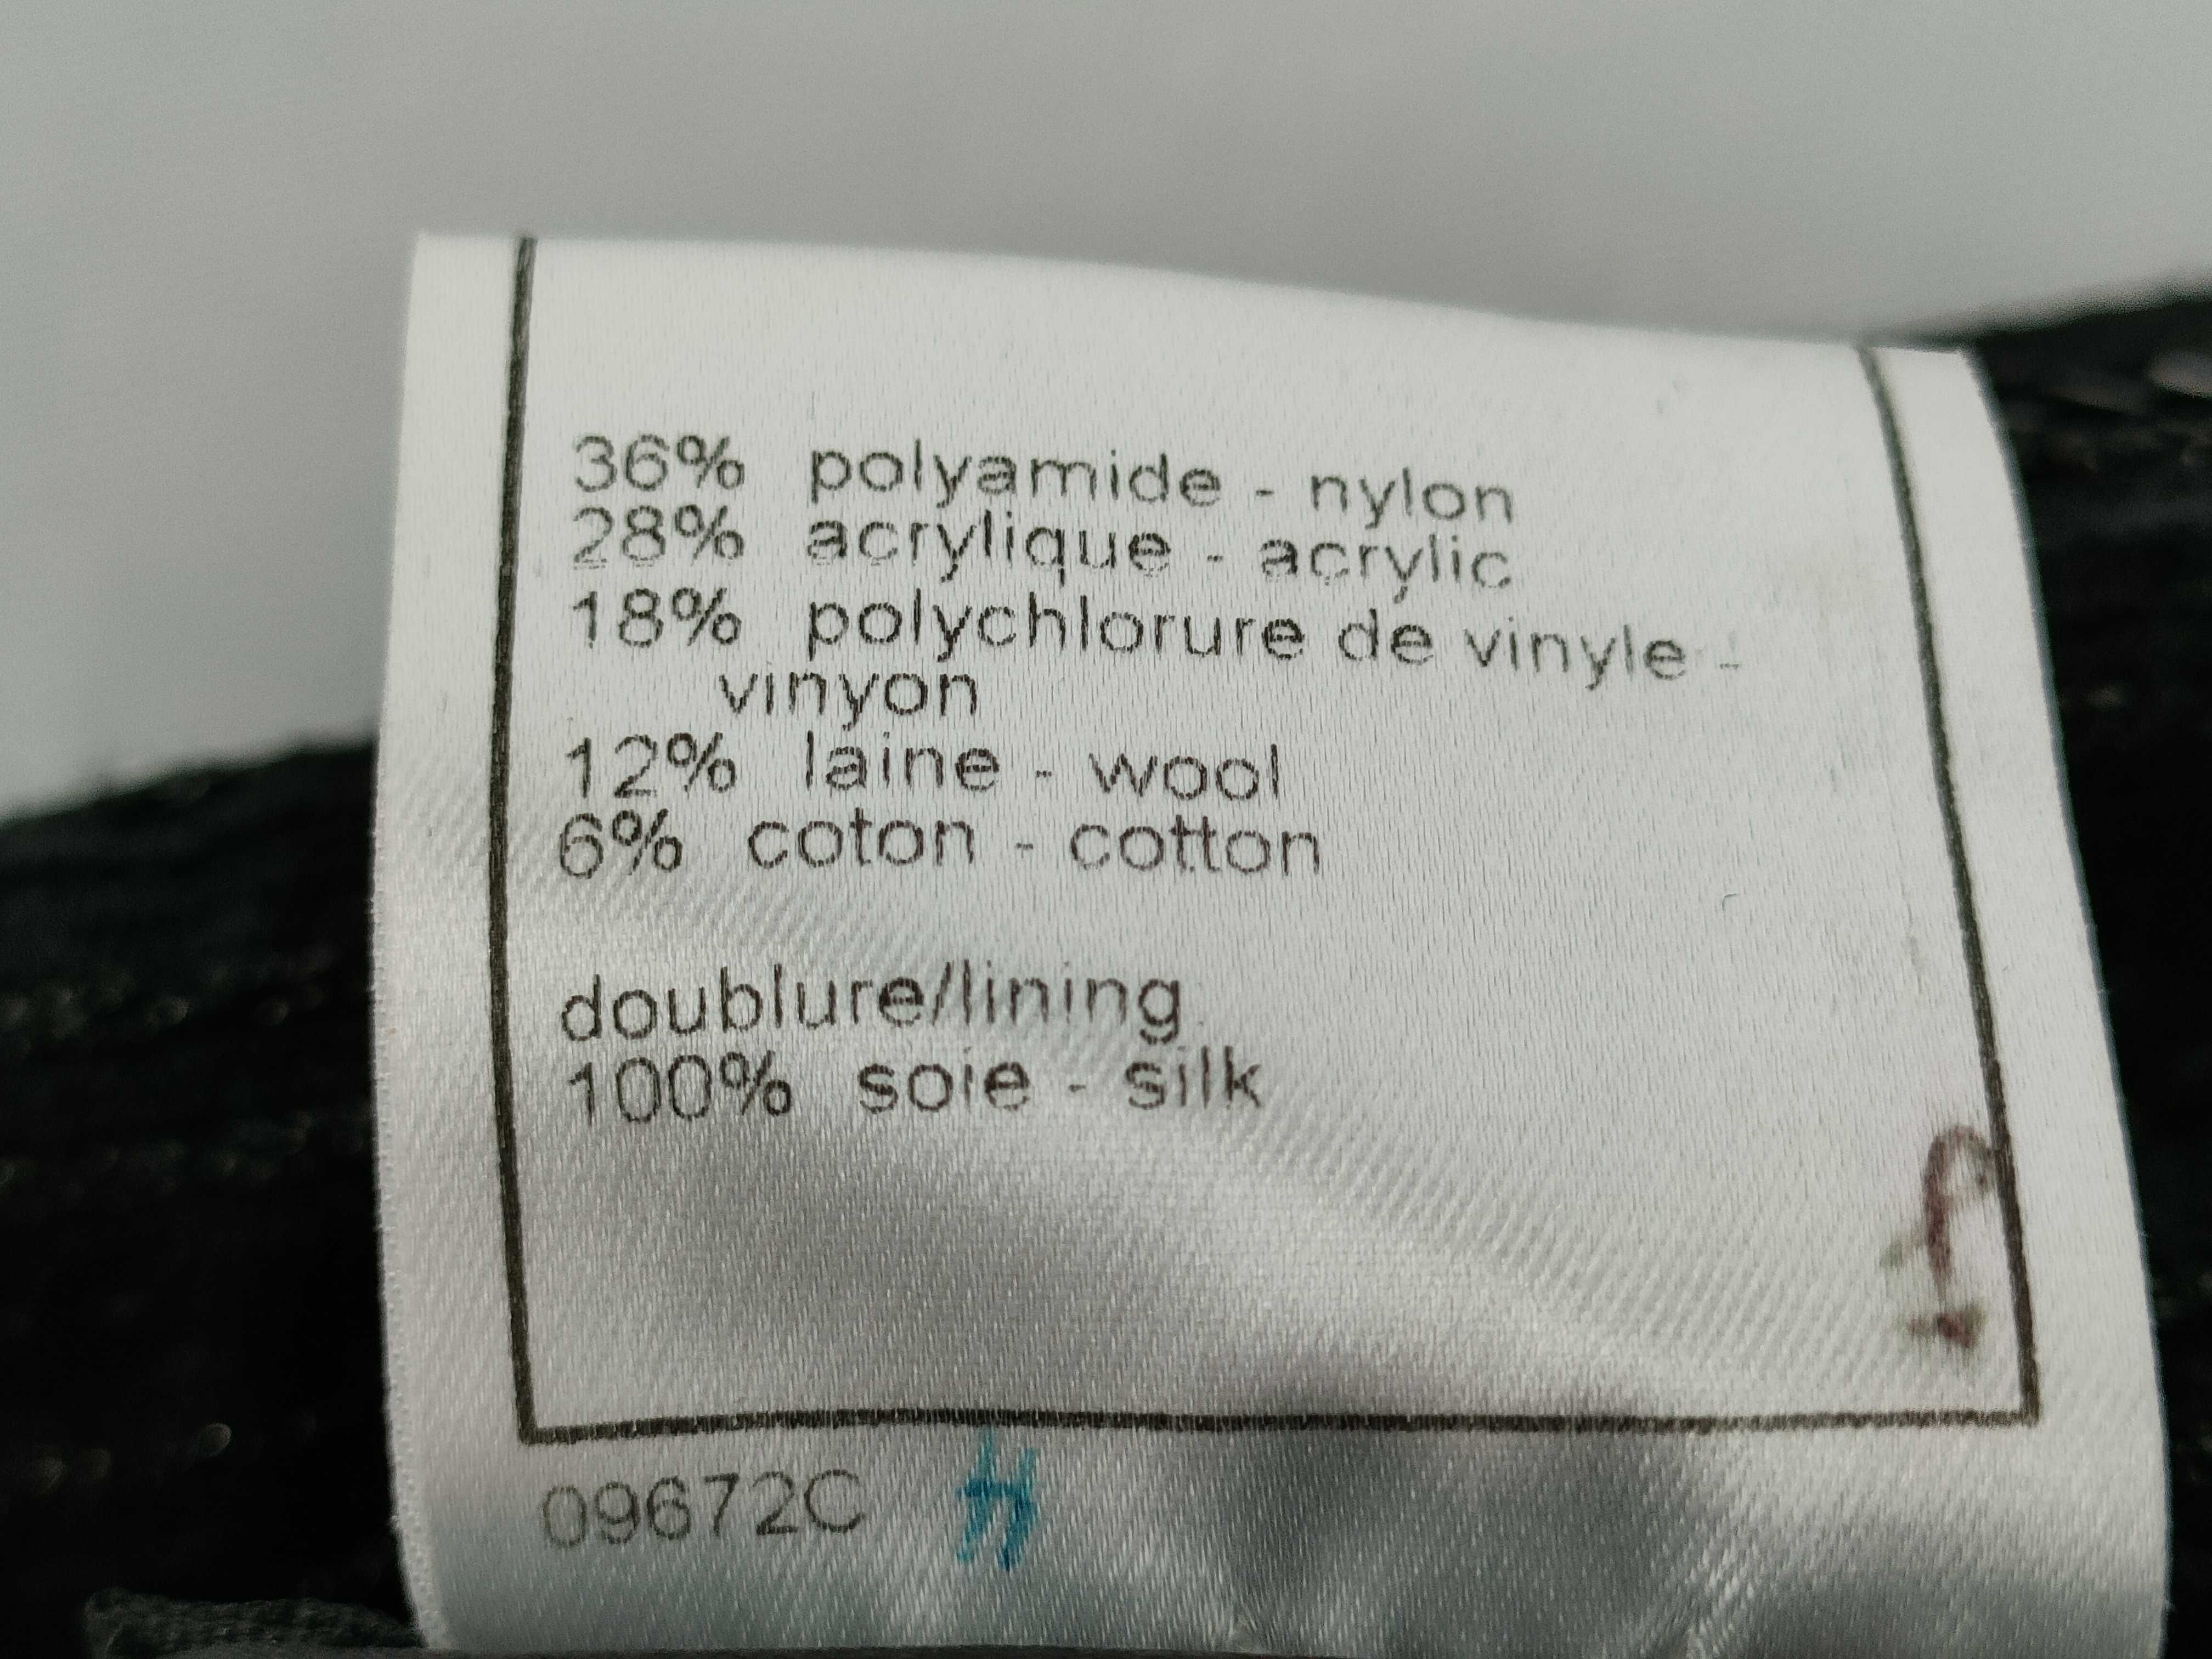 36% polyamide - nylon
28% acrylique - acrylic
18% polychlorure de vinyle -
vinyon
12% laine - wool
6% coton - cotton
doublure/lining
100% soie - silk
09672C